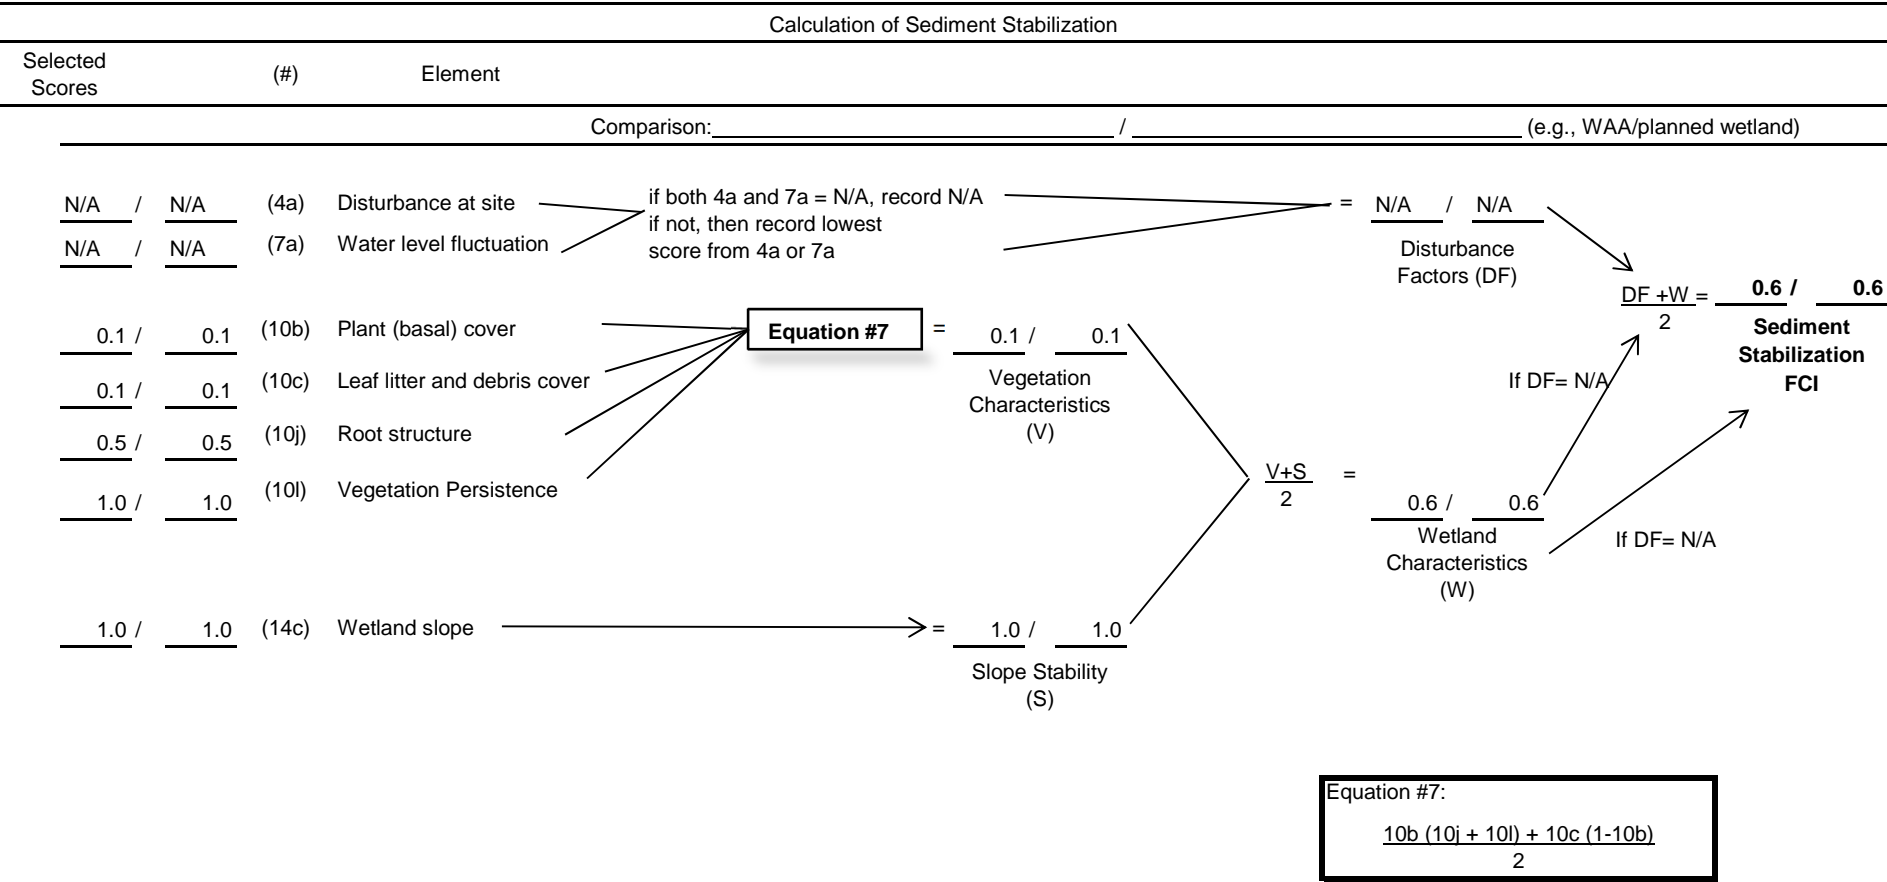 Calculation of Sediment Stabilization
Selected
Scores
(#)
Element
Comparison: / (e.g., WAA/planned wetland)
N/A / N/A (4a) Disturbance at site
N/A / N/A (7a) Water level fluctuation
if both 4a and 7a = N/A, record N/A
if not, then record lowest
score from 4a or 7a
= N/A / N/A
Disturbance
Factors (DF)
DF +W = 0.6 / 0.6
2
Sediment
Stabilization
FCI
0.1 / 0.1 (10b) Plant (basal) cover
0.1 / 0.1 (10c) Leaf litter and debris cover
0.5 / 0.5 (10j) Root structure
1.0 / 1.0 (10l) Vegetation Persistence
Equation #7 = 0.1 / 0.1
Vegetation
Characteristics
(V)
If DF= N/A
V+S =
2
0.6 / 0.6
Wetland
Characteristics
(W)
If DF= N/A
1.0 / 1.0 (14c) Wetland slope
= 1.0 / 1.0
Slope Stability
(S)
Equation #7:
10b (10j + 10l) + 10c (1-10b)
2